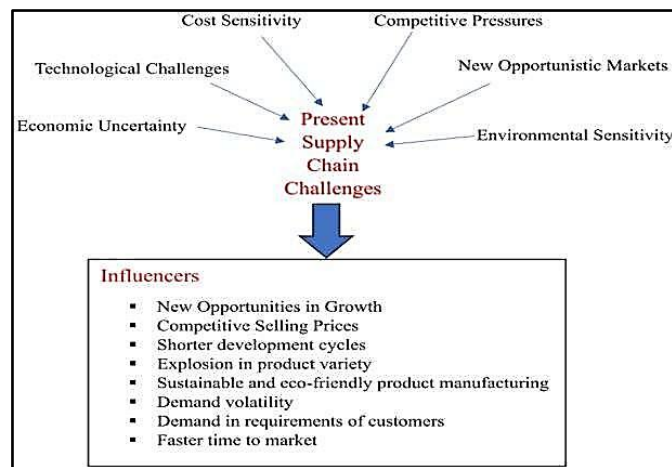 Cost Sensitivity
Competitive Pressures
Technological Challenges
New Opportunistic Markets
Economic Uncertainty
Environmental Sensitivity
Present
Supply
Chain
Challenges
Influencers
▪ New Opportunities in Growth
▪ Competitive Selling Prices
▪ Shorter development cycles
▪ Explosion in product variety
▪ Sustainable and eco-friendly product manufacturing
▪ Demand volatility
▪ Demand in requirements of customers
▪ Faster time to market